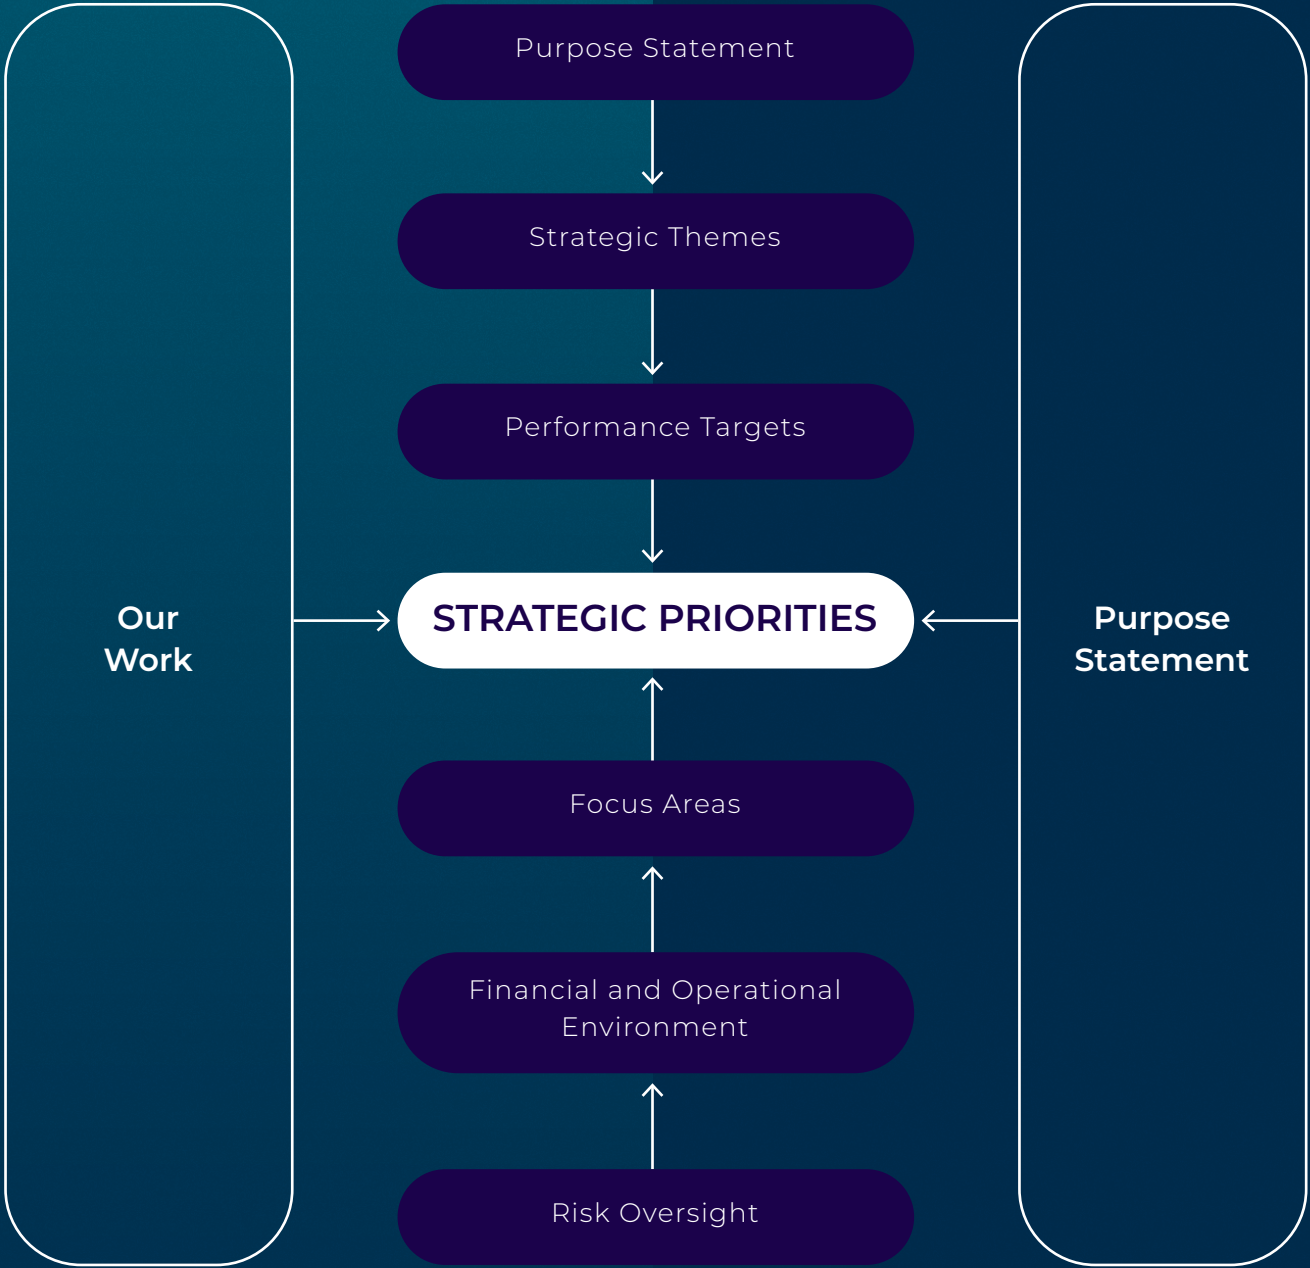 Purpose Statement
Strategic Themes
Performance Targets
Our
Work
STRATEGIC PRIORITIES
Purpose
Statement
Focus Areas
Financial and Operational
Environment
Risk Oversight